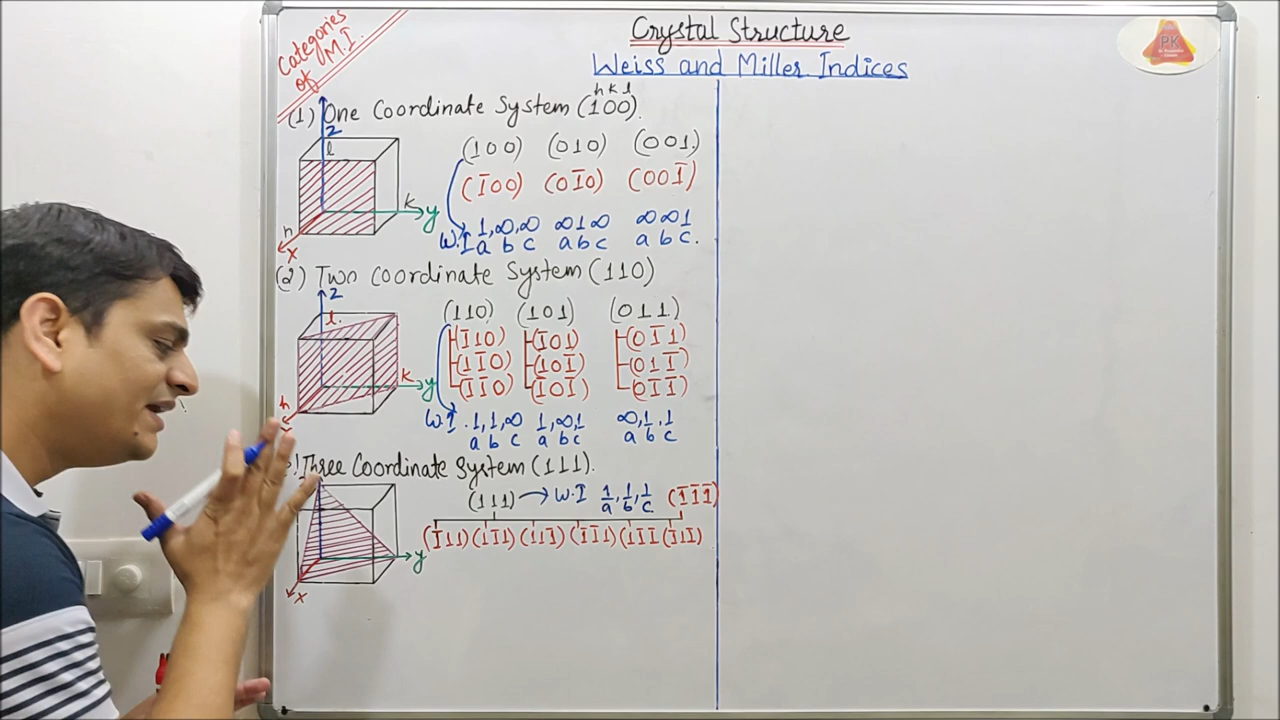 Crystal Structure
Weiss and Miller Indices
Categories
of M.I.
PK
h k l
(1) One Coordinate System (100).
z
l
k
y
h
x
(100) (010) (001)
(1̅00) (01̅0) (001̅)
W.I 1,∞,∞ ∞1∞ ∞∞1
a b c a b c a b c.
(2) Two coordinate System (110)
z
l.
k
y
h
(110) (101) (011)
(1̅10) (1̅01) (01̅1)
(11̅0) (101̅) (011̅)
(1̅1̅0) (1̅01̅) (01̅1̅)
W.I. 1,1,∞ 1,∞,1 ∞,1,1
a b c a b c a b c
Three Coordinate System (111).
(111) → W.I 1/a, 1/b, 1/c (1̅1̅1̅)
(1̅11) (11̅1) (111̅) (1̅1̅1) (11̅1̅) (1̅11̅)
y
x